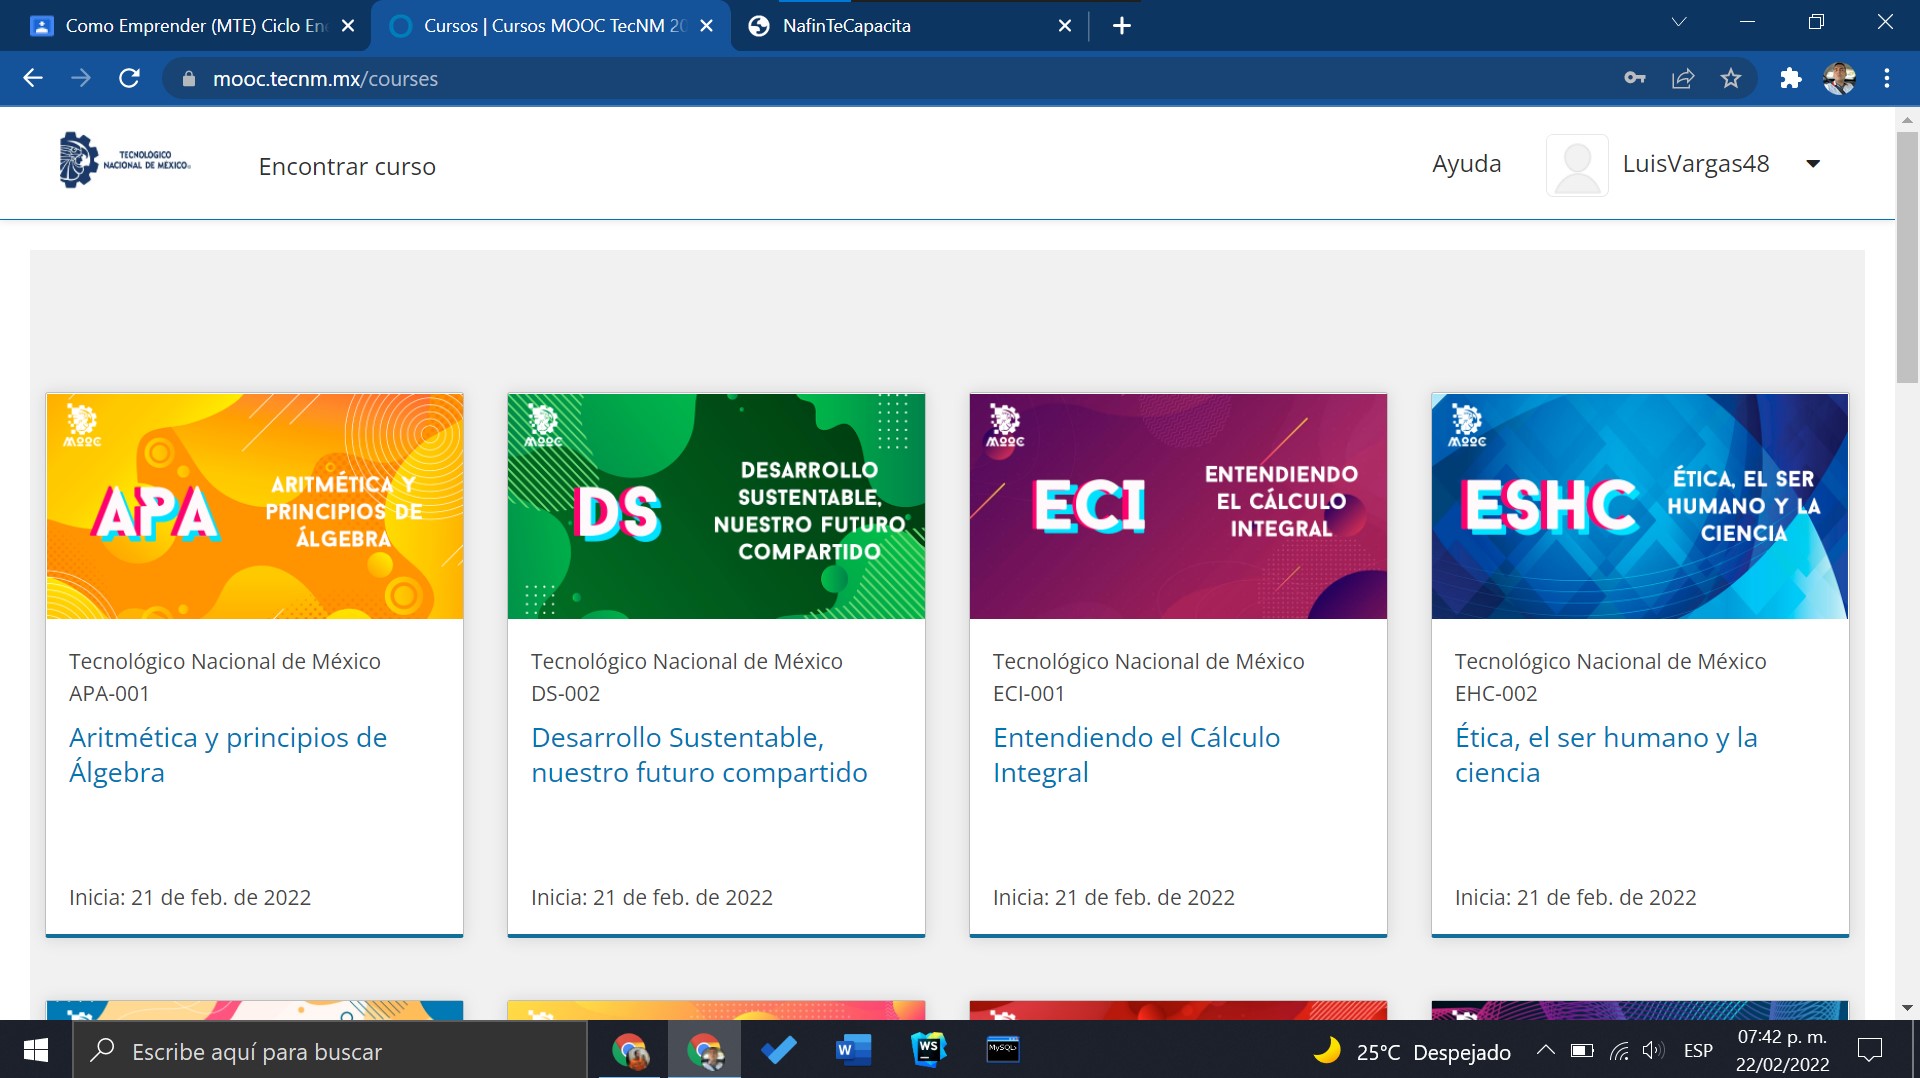 Como Emprender (MTE) Ciclo En
Cursos | Cursos MOOC TecNM 20
NafinTeCapacita
mooc.tecnm.mx/courses
TECNOLÓGICO
NACIONAL DE MÉXICO
Encontrar curso
Ayuda
LuisVargas48
MOOC
APA
ARITMÉTICA Y
PRINCIPIOS DE
ÁLGEBRA
MOOC
DS
DESARROLLO
SUSTENTABLE,
NUESTRO FUTURO
COMPARTIDO
MOOC
ECI
ENTENDIENDO
EL CÁLCULO
INTEGRAL
MOOC
ESHC
ÉTICA, EL SER
HUMANO Y LA
CIENCIA
Tecnológico Nacional de México
APA-001
Aritmética y principios de
Álgebra
Inicia: 21 de feb. de 2022
Tecnológico Nacional de México
DS-002
Desarrollo Sustentable,
nuestro futuro compartido
Inicia: 21 de feb. de 2022
Tecnológico Nacional de México
ECI-001
Entendiendo el Cálculo
Integral
Inicia: 21 de feb. de 2022
Tecnológico Nacional de México
EHC-002
Ética, el ser humano y la
ciencia
Inicia: 21 de feb. de 2022
Escribe aquí para buscar
W
WS
MySQL
25°C Despejado
ESP
07:42 p. m.
22/02/2022